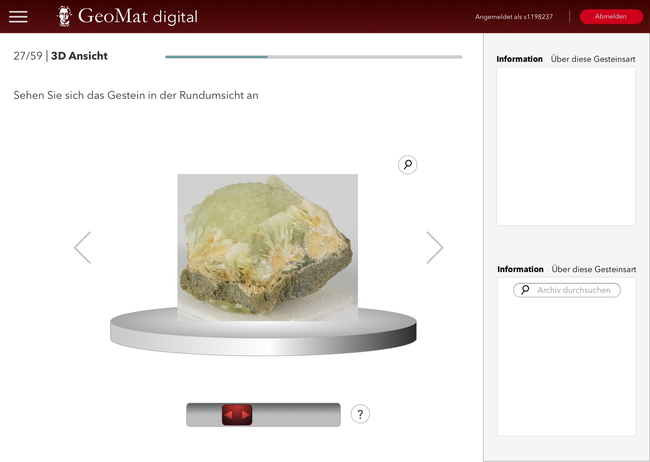 GeoMat digital
Angemeldet als s1198237
Abmelden
27/59 | 3D Ansicht
Sehen Sie sich das Gestein in der Rundumsicht an
?
Information Über diese Gesteinsart
Information Über diese Gesteinsart
Archiv durchsuchen